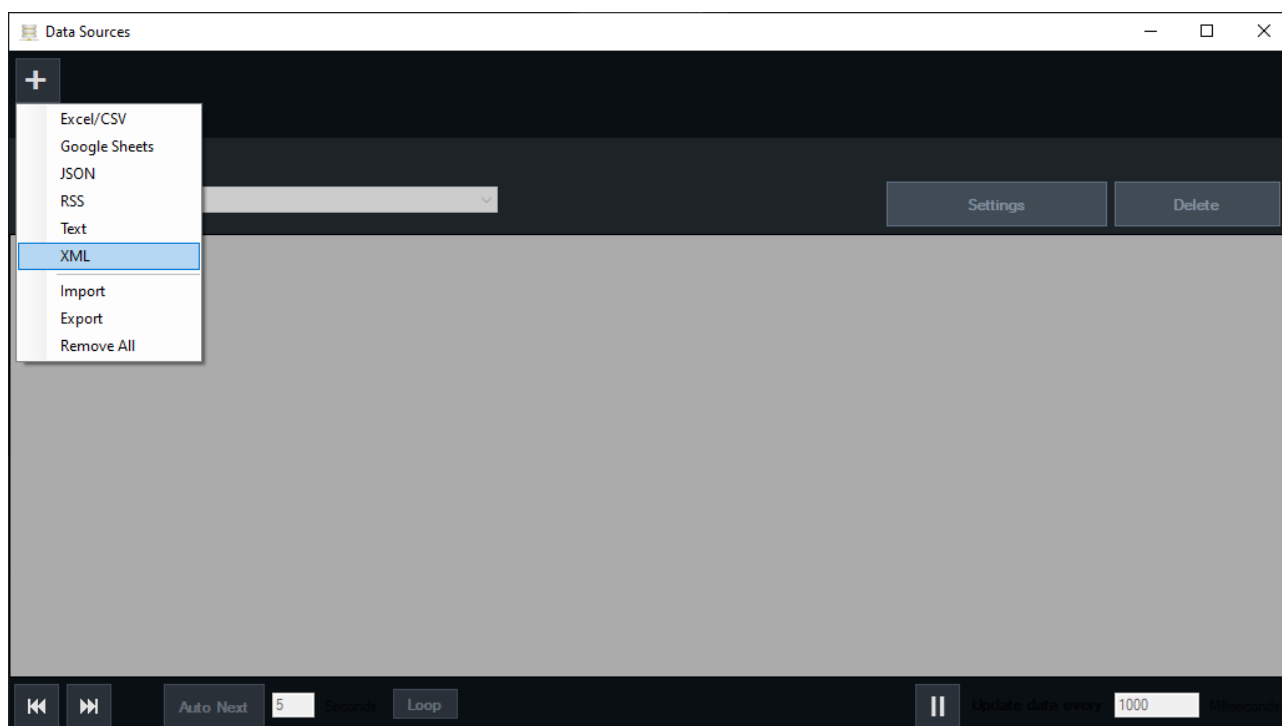 Data Sources
+
Excel/CSV
Google Sheets
JSON
RSS
Text
XML
Import
Export
Remove All
Settings Delete
Auto Next 5 Seconds Loop Update data every 1000 Miliseconds